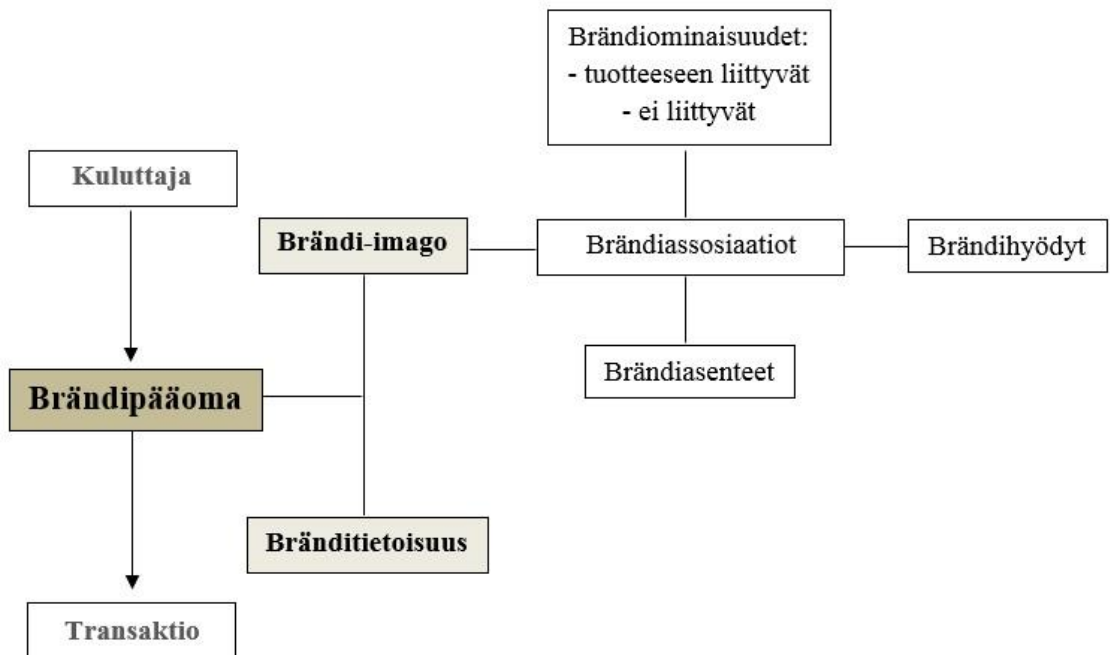 Brändiominaisuudet:
- tuotteeseen liittyvät
- ei liittyvät
Kuluttaja
Brändi-imago
Brändiassosiaatiot
Brändihyödyt
Brändipääoma
Brändiasenteet
Bränditietoisuus
Transaktio